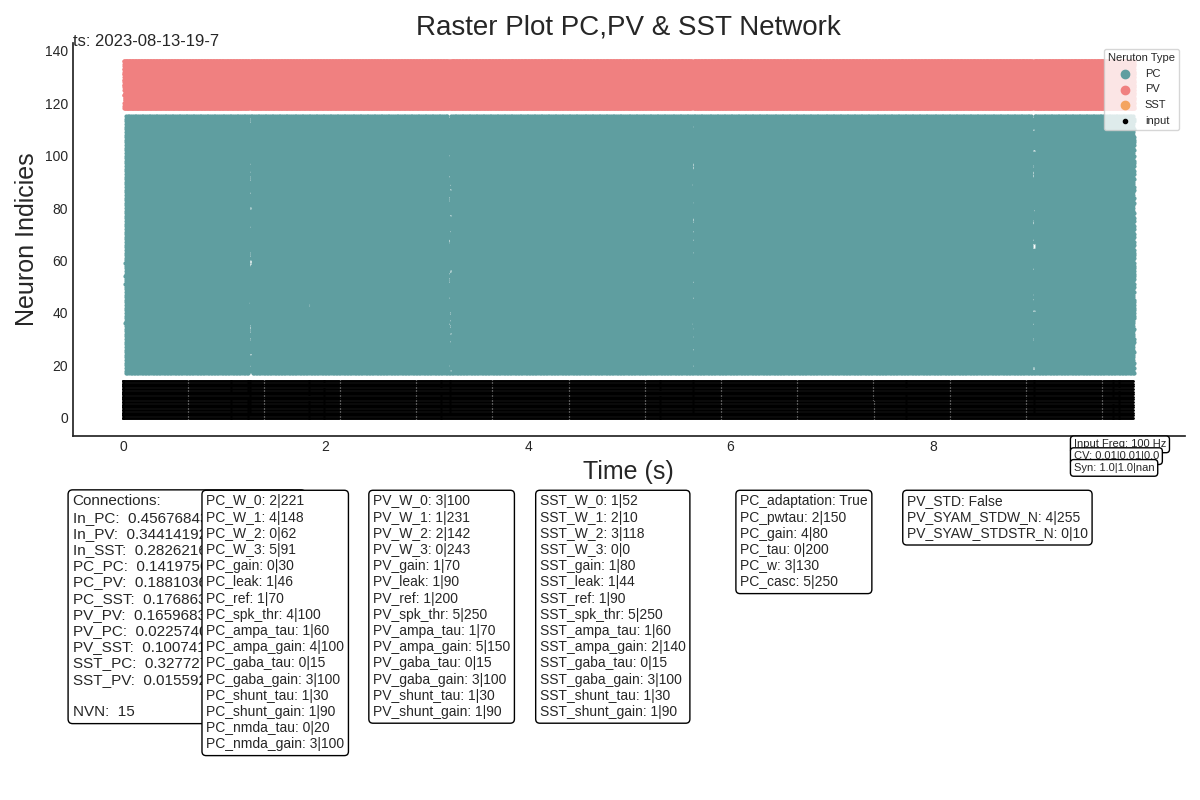 Raster Plot PC,PV & SST Network
ts: 2023-08-13-19-7
Neuron Indicies
140
120
100
80
60
40
20
0
Neruton Type
PC
PV
SST
input
0
2
4
6
8
Time (s)
Input Freq: 100 Hz
CV: 0.01|0.01|0.0
Syn: 1.0|1.0|nan
Connections:
In_PC: 0.4567684
In_PV: 0.3441419
In_SST: 0.282621
PC_PC: 0.141975
PC_PV: 0.188103
PC_SST: 0.17686
PV_PV: 0.165968
PV_PC: 0.022574
PV_SST: 0.10074
SST_PC: 0.32772
SST_PV: 0.01559
NVN: 15
PC_W_0: 2|221
PC_W_1: 4|148
PC_W_2: 0|62
PC_W_3: 5|91
PC_gain: 0|30
PC_leak: 1|46
PC_ref: 1|70
PC_spk_thr: 4|100
PC_ampa_tau: 1|60
PC_ampa_gain: 4|100
PC_gaba_tau: 0|15
PC_gaba_gain: 3|100
PC_shunt_tau: 1|30
PC_shunt_gain: 1|90
PC_nmda_tau: 0|20
PC_nmda_gain: 3|100
PV_W_0: 3|100
PV_W_1: 1|231
PV_W_2: 2|142
PV_W_3: 0|243
PV_gain: 1|70
PV_leak: 1|90
PV_ref: 1|200
PV_spk_thr: 5|250
PV_ampa_tau: 1|70
PV_ampa_gain: 5|150
PV_gaba_tau: 0|15
PV_gaba_gain: 3|100
PV_shunt_tau: 1|30
PV_shunt_gain: 1|90
SST_W_0: 1|52
SST_W_1: 2|10
SST_W_2: 3|118
SST_W_3: 0|0
SST_gain: 1|80
SST_leak: 1|44
SST_ref: 1|90
SST_spk_thr: 5|250
SST_ampa_tau: 1|60
SST_ampa_gain: 2|140
SST_gaba_tau: 0|15
SST_gaba_gain: 3|100
SST_shunt_tau: 1|30
SST_shunt_gain: 1|90
PC_adaptation: True
PC_pwtau: 2|150
PC_gain: 4|80
PC_tau: 0|200
PC_w: 3|130
PC_casc: 5|250
PV_STD: False
PV_SYAM_STDW_N: 4|255
PV_SYAW_STDSTR_N: 0|10